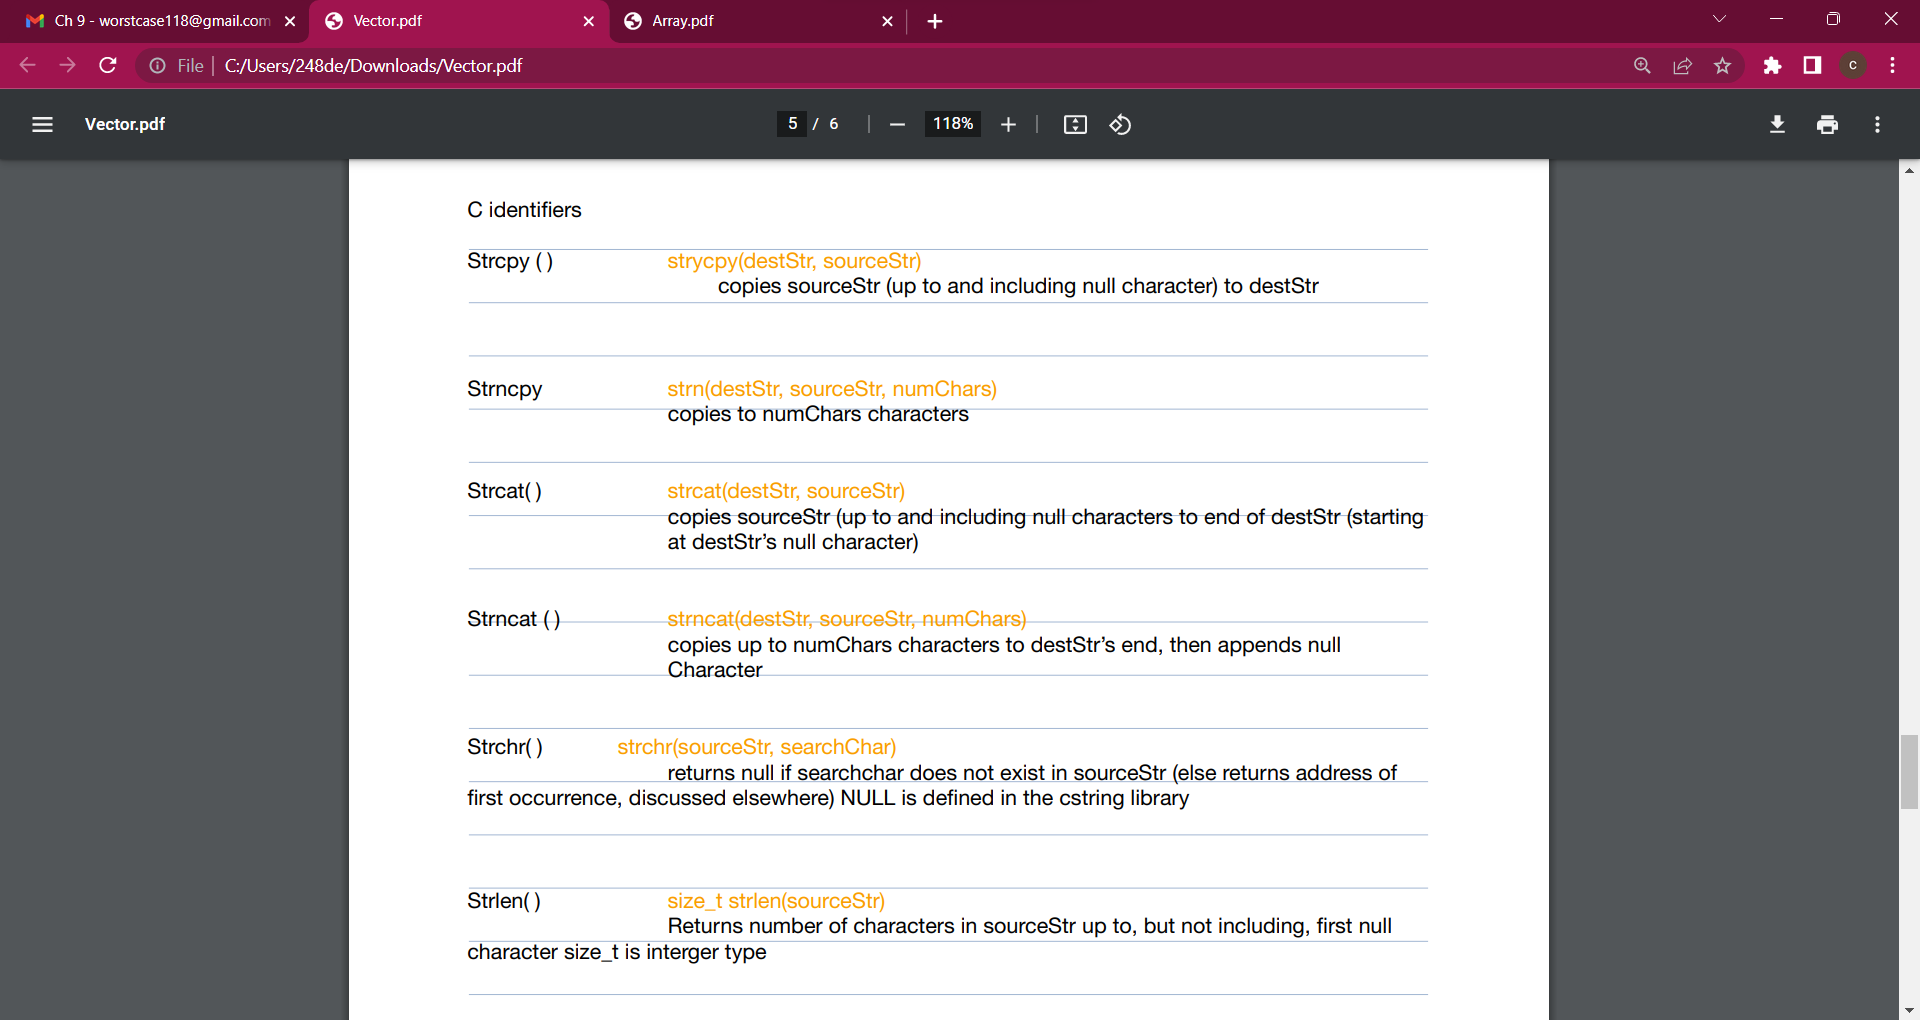 Ch 9 - worstcase118@gmail.com
Vector.pdf
Array.pdf
File
C:/Users/248de/Downloads/Vector.pdf
C
Vector.pdf
5 / 6
118%
C identifiers
Strcpy ( ) strycpy(destStr, sourceStr)
copies sourceStr (up to and including null character) to destStr
Strncpy strn(destStr, sourceStr, numChars)
copies to numChars characters
Strcat( ) strcat(destStr, sourceStr)
copies sourceStr (up to and including null characters to end of destStr (starting
at destStr’s null character)
Strncat ( ) strncat(destStr, sourceStr, numChars)
copies up to numChars characters to destStr’s end, then appends null
Character
Strchr( ) strchr(sourceStr, searchChar)
returns null if searchchar does not exist in sourceStr (else returns address of
first occurrence, discussed elsewhere) NULL is defined in the cstring library
Strlen( ) size_t strlen(sourceStr)
Returns number of characters in sourceStr up to, but not including, first null
character size_t is interger type